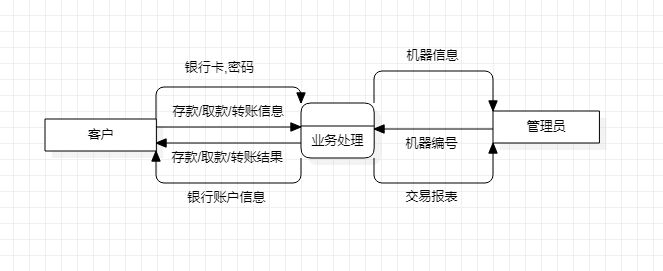 银行卡,密码
机器信息
存款/取款/转账信息
客户
业务处理
管理员
机器编号
存款/取款/转账结果
银行账户信息
交易报表